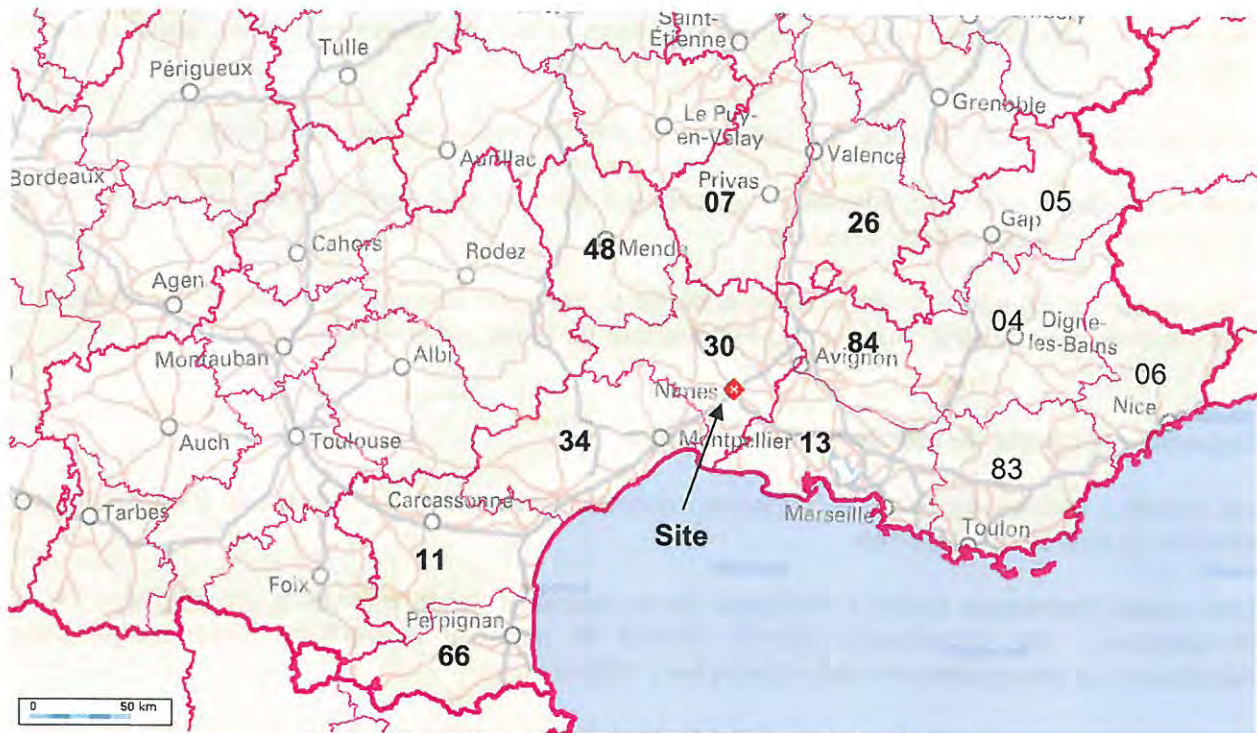 Saint-
Étienne
Tulle
Périgueux
Grenoble
Le Puy-
en-Velay
Aurillac
Valence
Bordeaux
Privas
07
05
26
Gap
Cahors
Rodez
48
Mende
Agen
04
Digne-
les-Bains
30
84
Montauban
Albi
Avignon
06
Nîmes
Nice
Auch
Toulouse
34
Montpellier
13
83
Carcassonne
Marseille
Tarbes
Site
Toulon
11
Foix
Perpignan
66
0
50 km